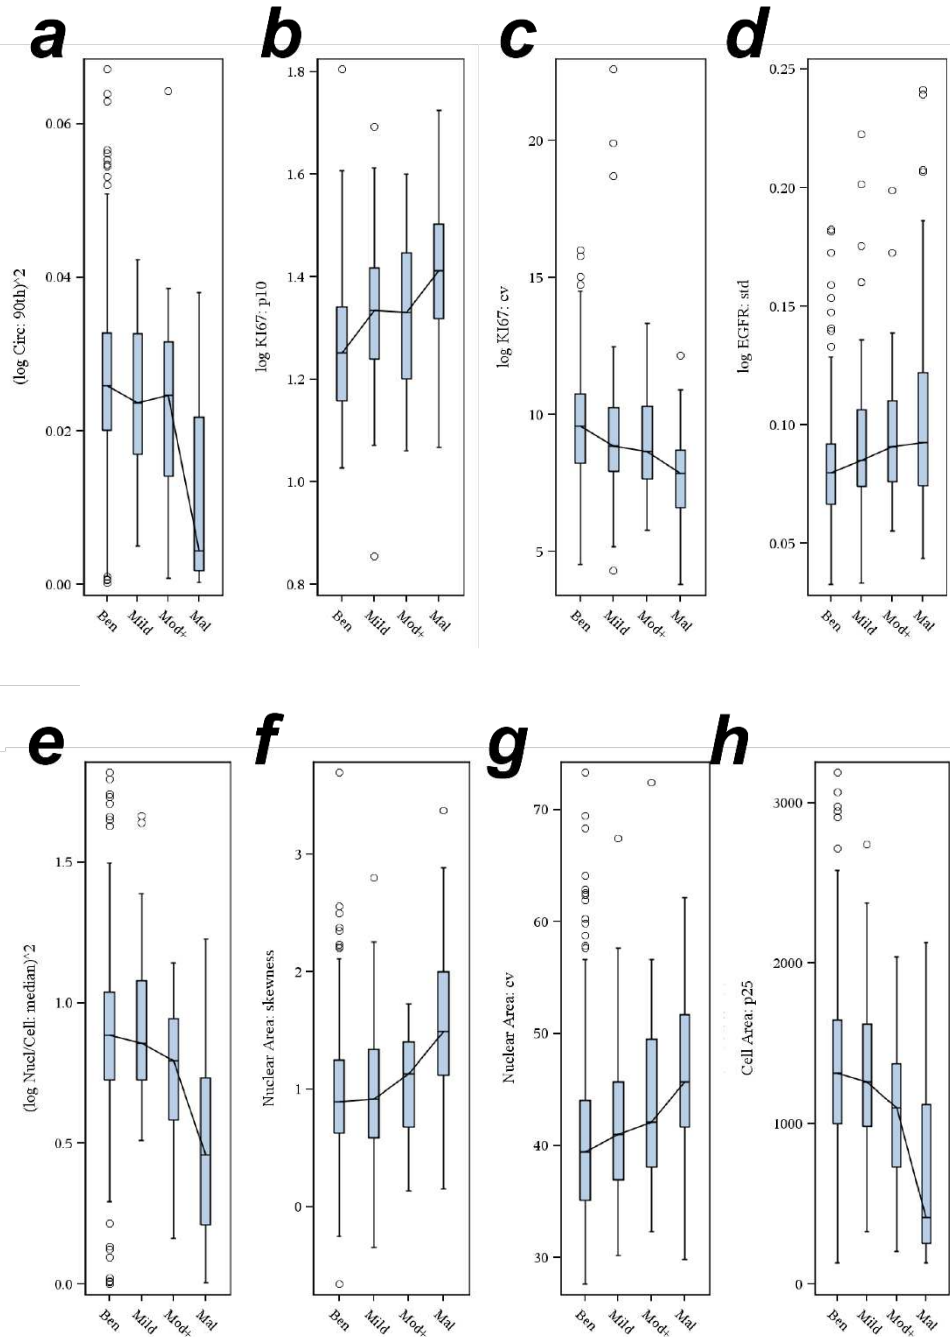 a b c d
(log Circ: 90th)^2
0.06
0.04
0.02
0.00
Ben Mild Mod+ Mal
log KI67: p10
1.8
1.6
1.4
1.2
1.0
0.8
Ben Mild Mod+ Mal
log KI67: cv
20
15
10
5
Ben Mild Mod+ Mal
log EGFR: std
0.25
0.20
0.15
0.10
0.05
Ben Mild Mod+ Mal
e f g h
(log Nucl/Cell: median)^2
1.5
1.0
0.5
0.0
Ben Mild Mod+ Mal
Nuclear Area: skewness
3
2
1
0
Ben Mild Mod+ Mal
Nuclear Area: cv
70
60
50
40
30
Ben Mild Mod+ Mal
Cell Area: p25
3000
2000
1000
0
Ben Mild Mod+ Mal